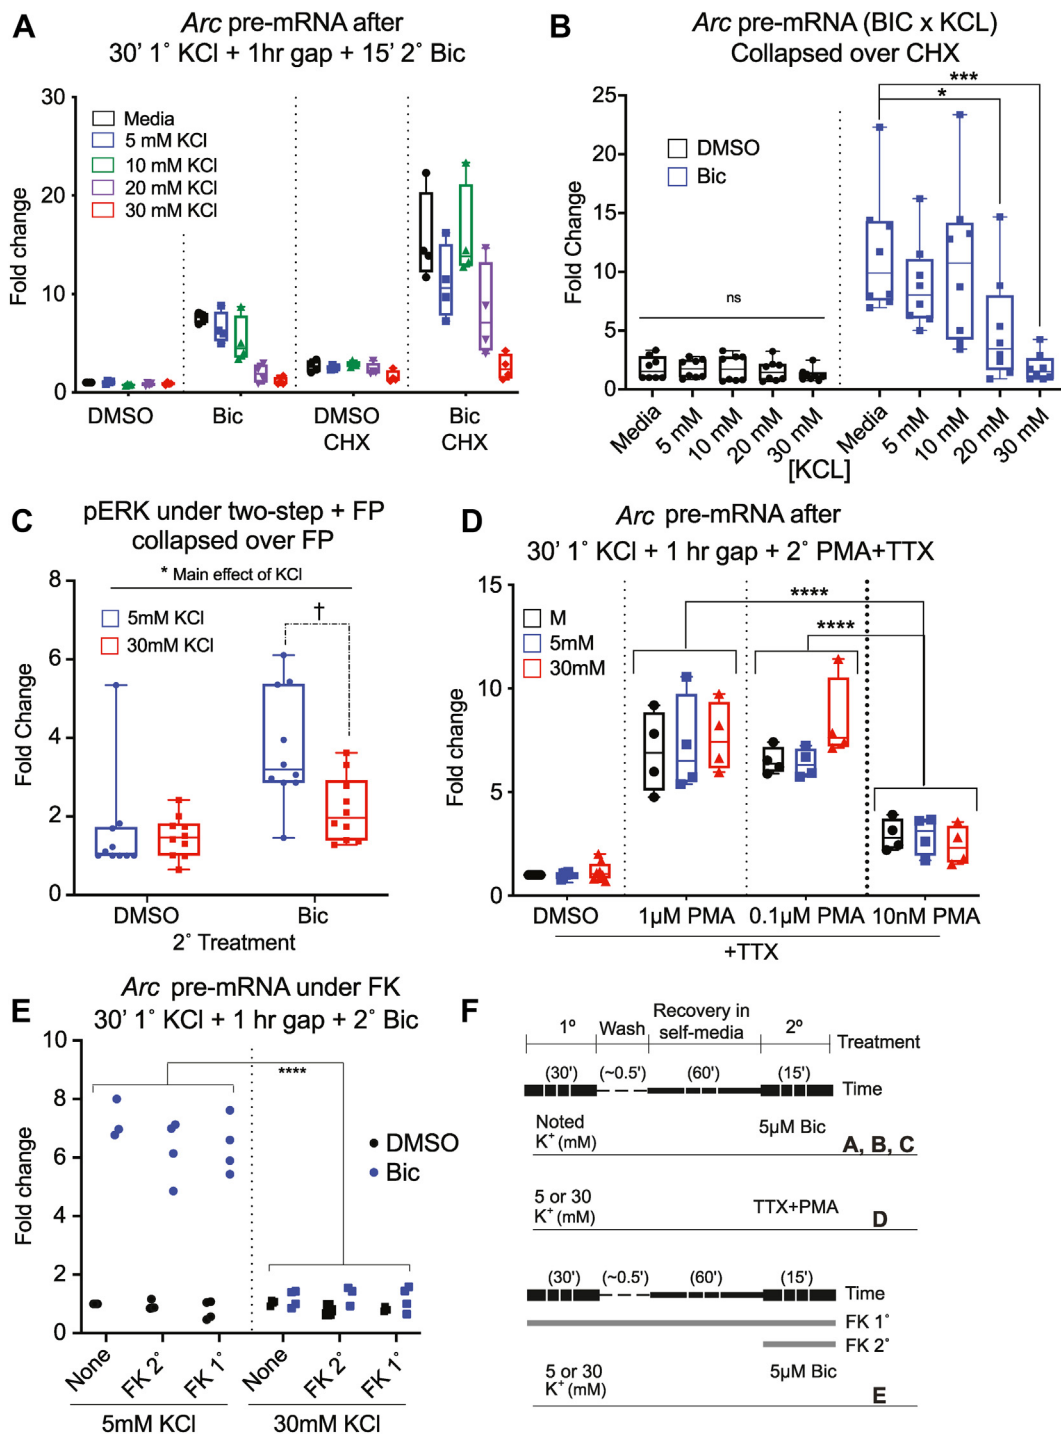 A
Arc pre-mRNA after
30' 1˚ KCl + 1hr gap + 15' 2˚ Bic
Fold Change
30
20
10
0
Media
5 mM KCl
10 mM KCl
20 mM KCl
30 mM KCl
DMSO
Bic
DMSO
CHX
Bic
CHX
B
Arc pre-mRNA (BIC x KCL)
Collapsed over CHX
Fold Change
25
20
15
10
5
0
DMSO
Bic
ns
***
*
Media
5 mM
10 mM
20 mM
30 mM
Media
5 mM
10 mM
20 mM
30 mM
[KCL]
C
pERK under two-step + FP
collapsed over FP
* Main effect of KCl
Fold Change
8
6
4
2
0
5mM KCl
30mM KCl
†
DMSO
Bic
2˚ Treatment
D
Arc pre-mRNA after
30' 1˚ KCl + 1 hr gap + 2˚ PMA+TTX
Fold change
15
10
5
0
M
5mM
30mM
****
****
DMSO
1µM PMA
0.1µM PMA
10nM PMA
+TTX
E
Arc pre-mRNA under FK
30' 1˚ KCl + 1 hr gap + 2˚ Bic
Fold change
10
8
6
4
2
0
****
DMSO
Bic
None
FK 2˚
FK 1˚
None
FK 2˚
FK 1˚
5mM KCl
30mM KCl
F
1º
Wash
Recovery in
self-media
2º
Treatment
(30')
(~0.5')
(60')
(15')
Time
Noted
K⁺ (mM)
5µM Bic
A, B, C
5 or 30
K⁺ (mM)
TTX+PMA
D
(30')
(~0.5')
(60')
(15')
Time
FK 1˚
FK 2˚
5 or 30
K⁺ (mM)
5µM Bic
E